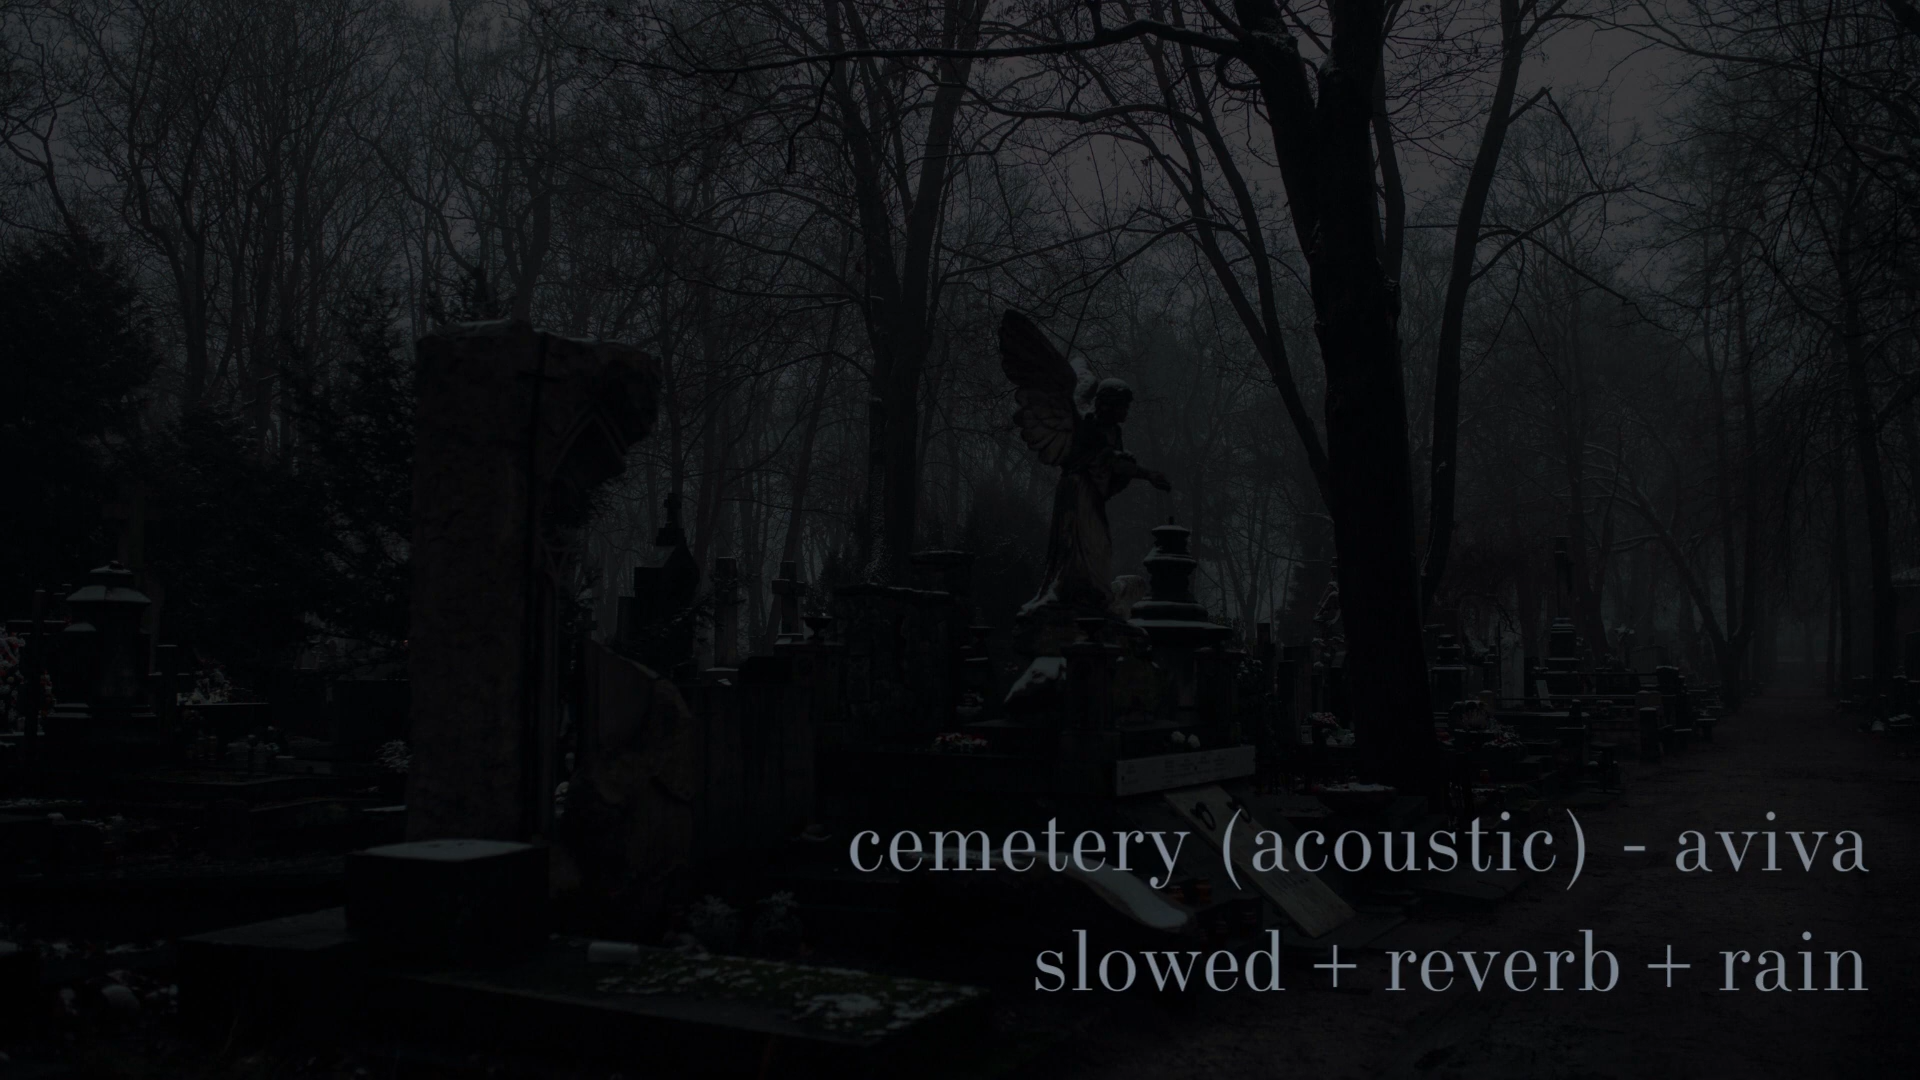 cemetery (acoustic) - aviva
slowed + reverb + rain